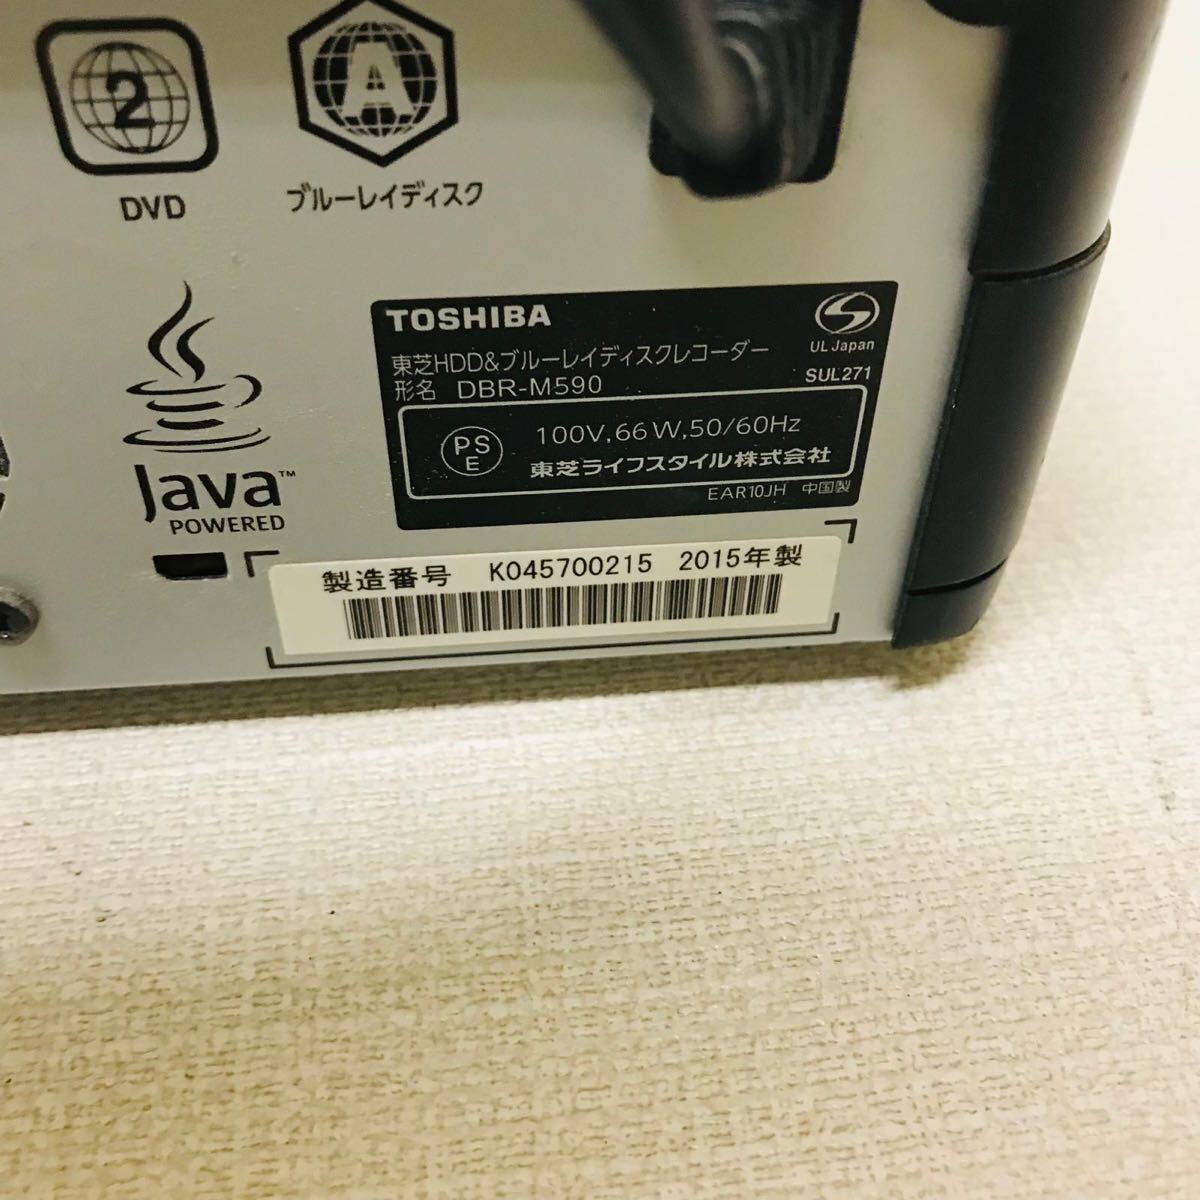 2
A
DVD
ブルーレイディスク
Java™
POWERED
TOSHIBA
UL Japan
東芝HDD&ブルーレイディスクレコーダー
SUL271
形名 DBR-M590
PS
E
100V,66W,50/60Hz
東芝ライフスタイル株式会社
EAR10JH 中国製
製造番号 K045700215 2015年製